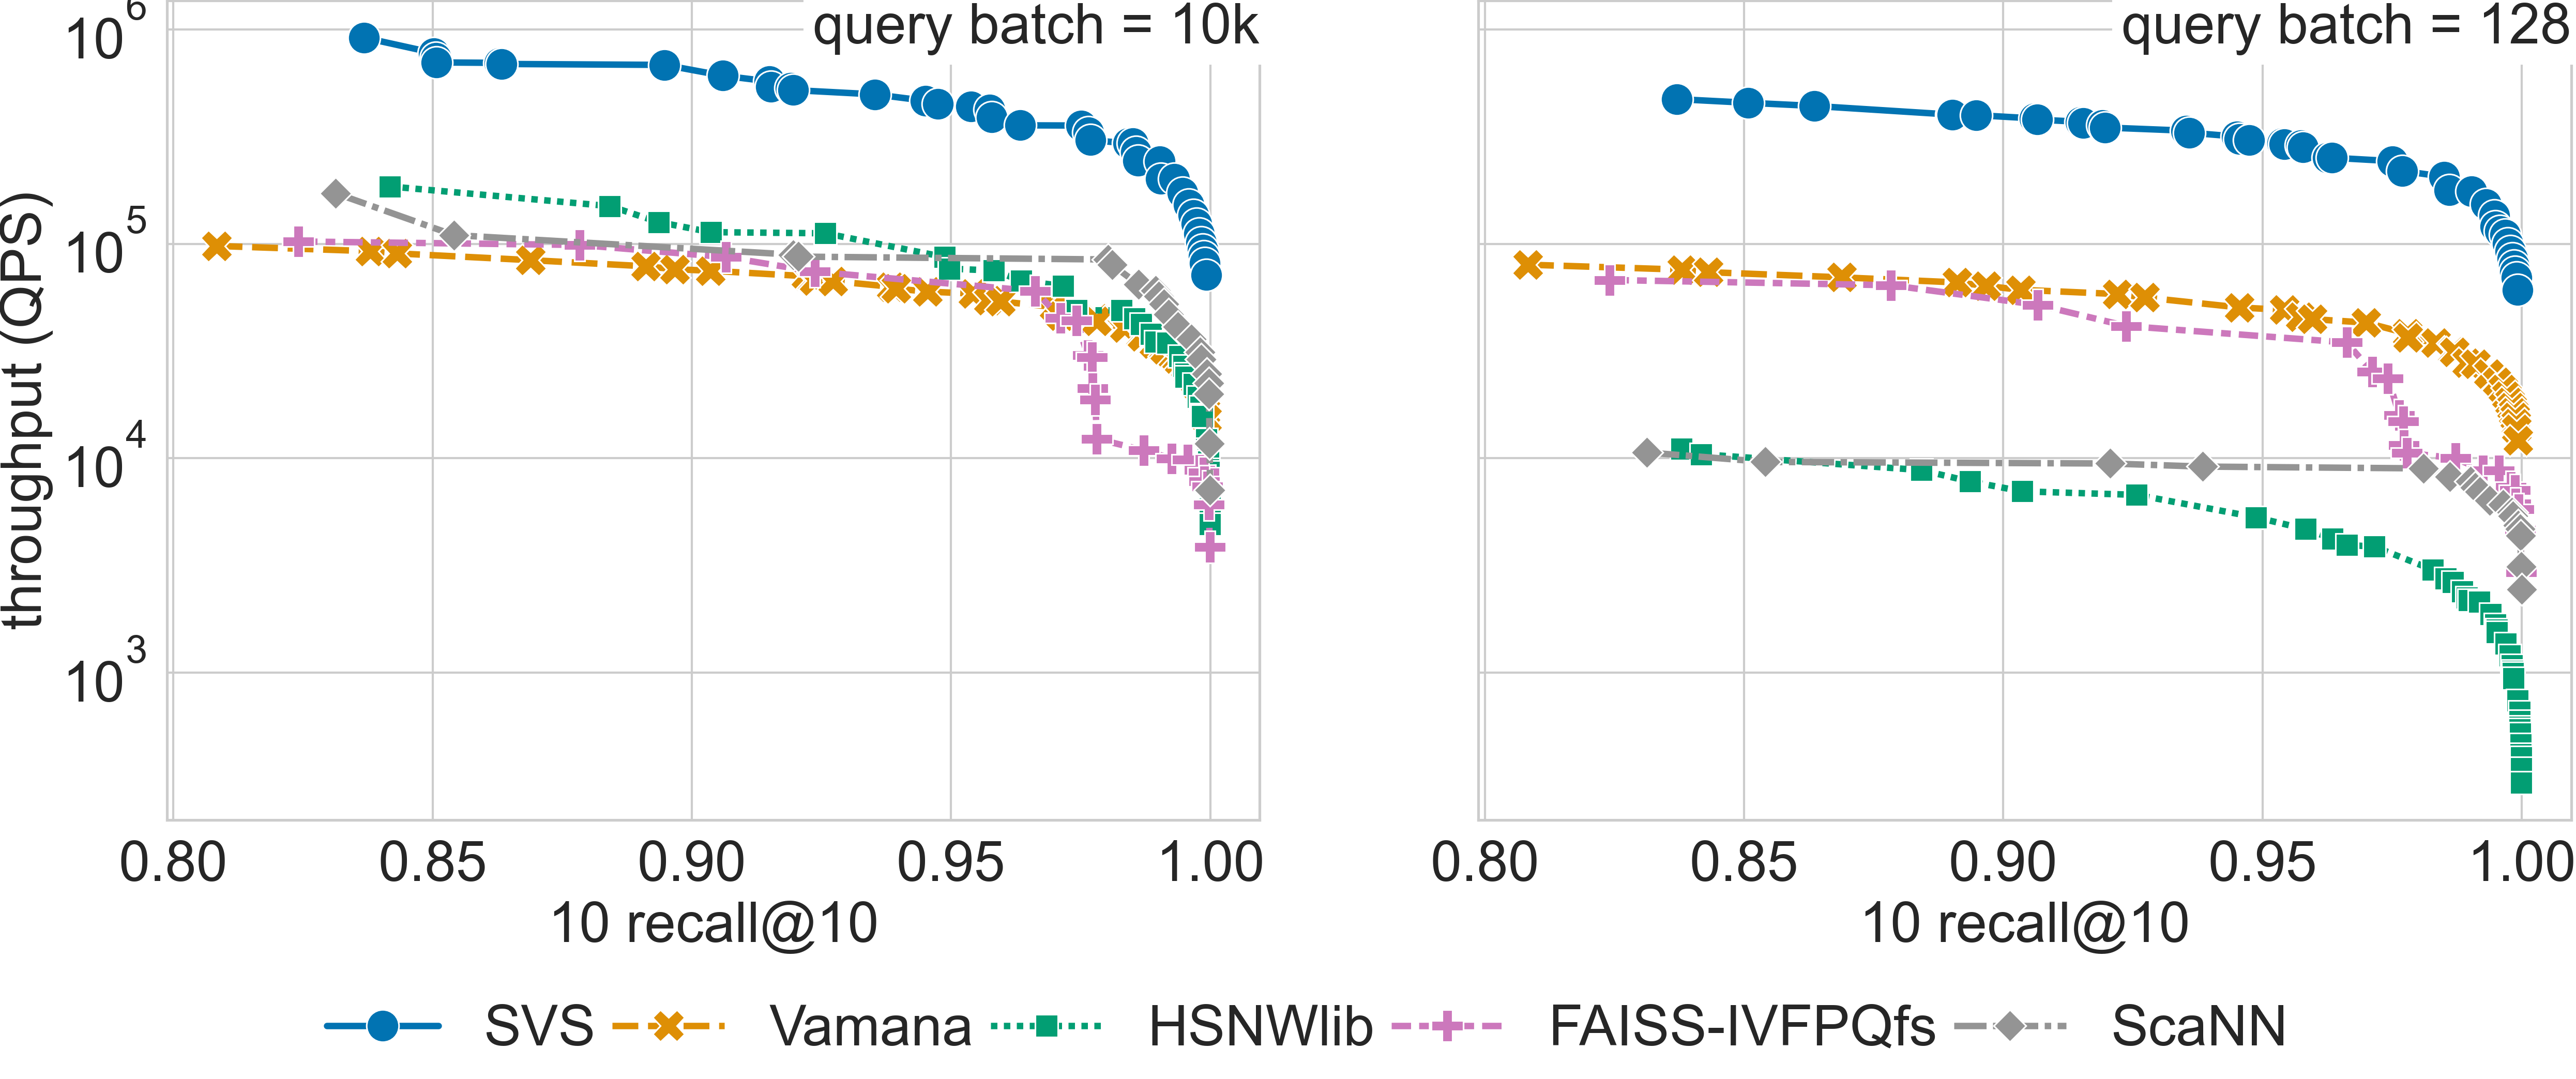 query batch = 10k
query batch = 128
throughput (QPS)
10^6
10^5
10^4
10^3
0.80 0.85 0.90 0.95 1.00
0.80 0.85 0.90 0.95 1.00
10 recall@10
10 recall@10
SVS Vamana HSNWlib FAISS-IVFPQfs ScaNN